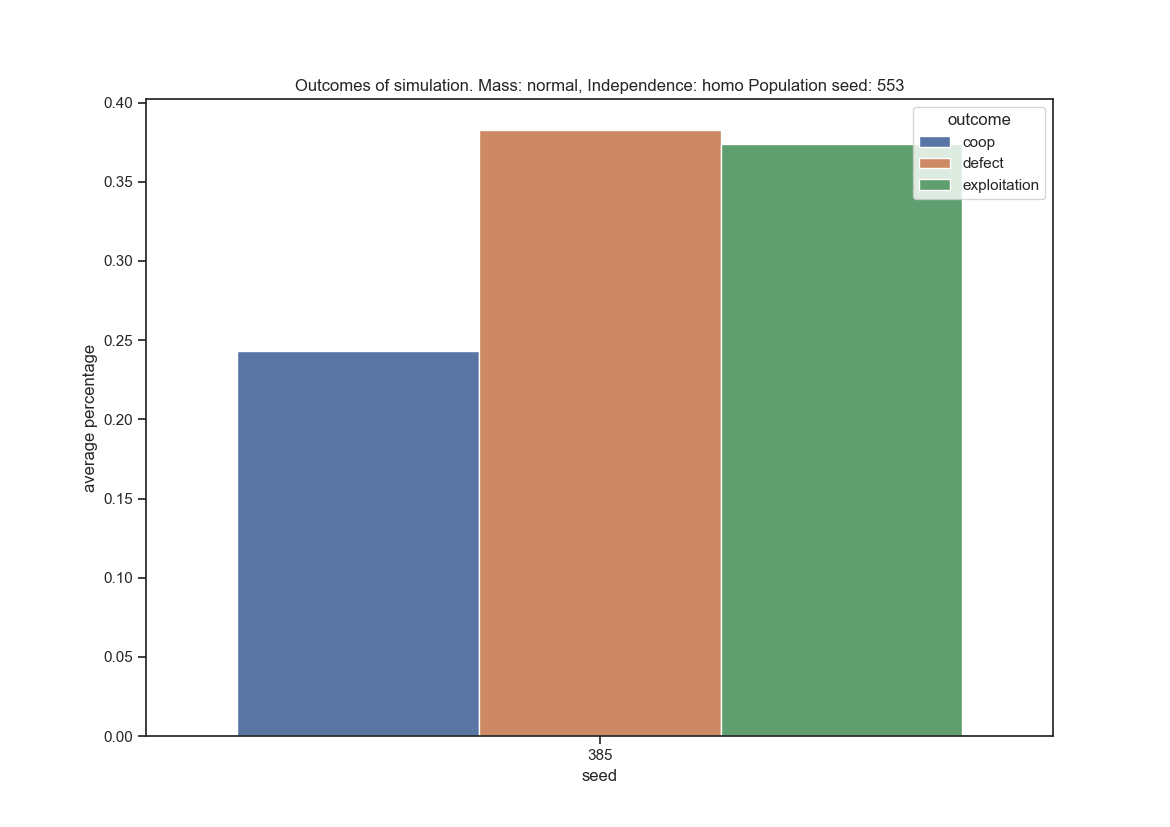 Outcomes of simulation. Mass: normal, Independence: homo Population seed: 553
outcome
coop
defect
exploitation
0.40
0.35
0.30
0.25
0.20
0.15
0.10
0.05
0.00
average percentage
385
seed